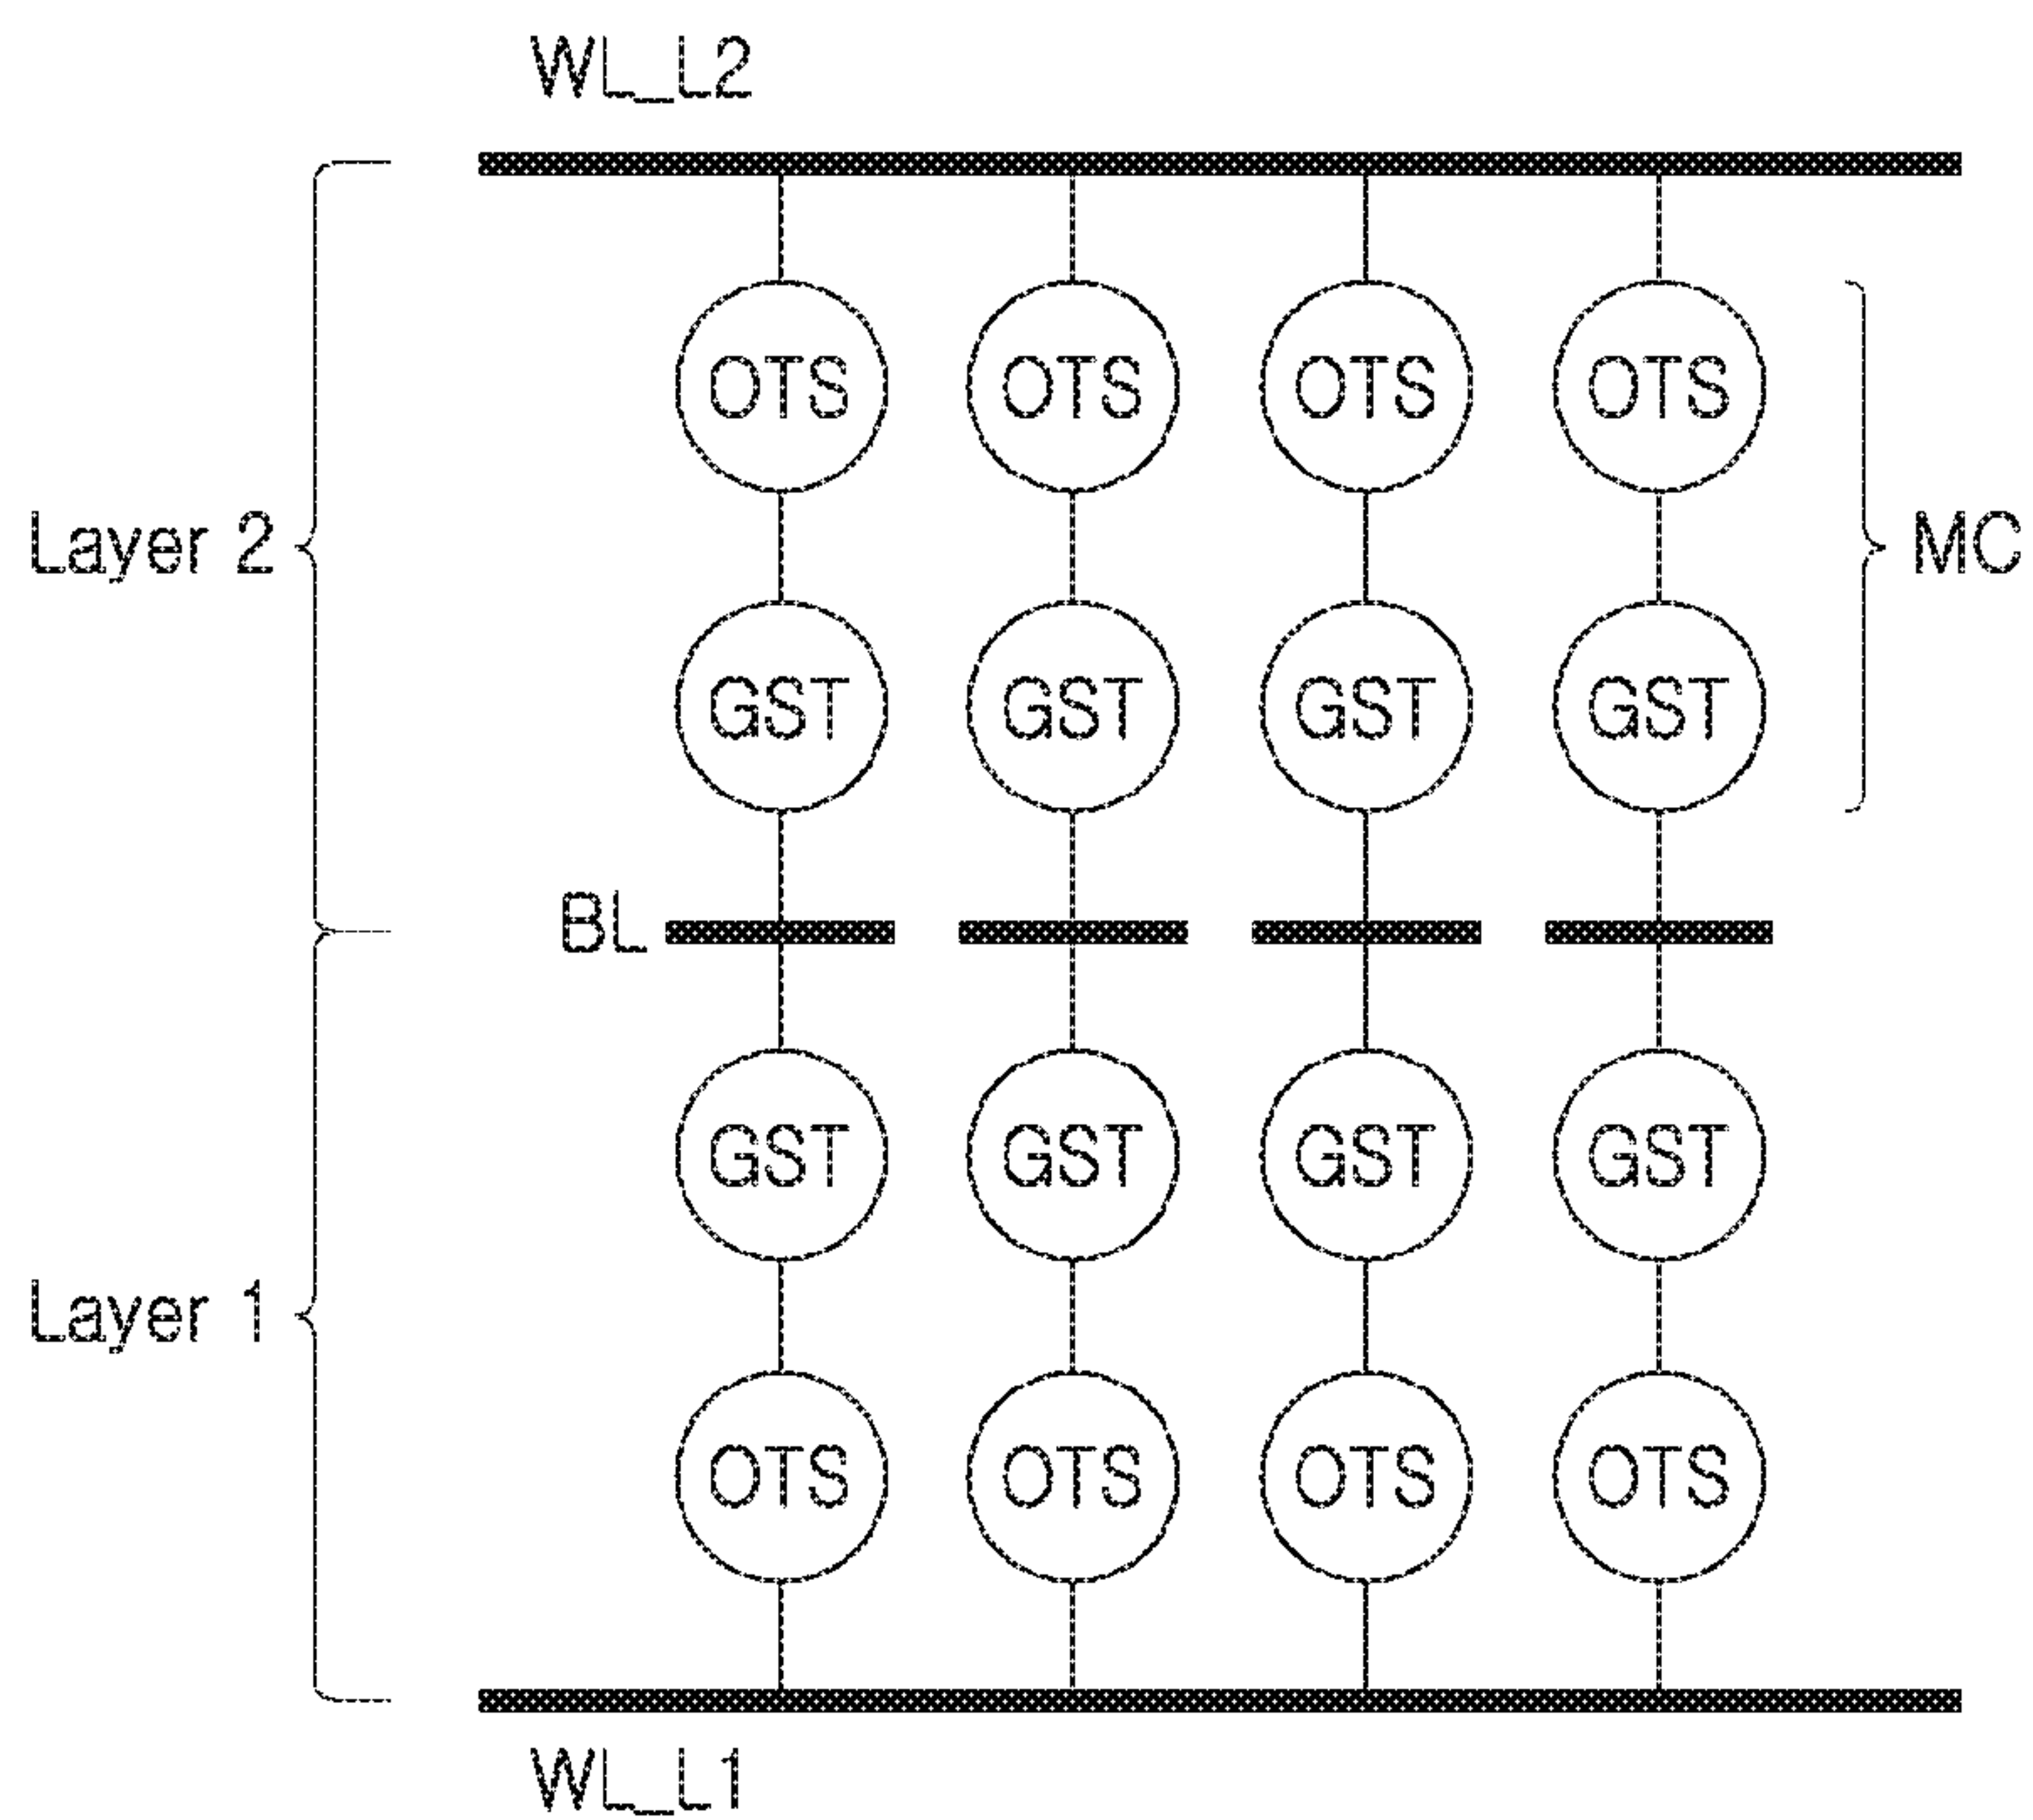 WL_L2
OTS OTS OTS OTS
Layer 2 MC
GST GST GST GST
BL
GST GST GST GST
Layer 1
OTS OTS OTS OTS
WL_L1